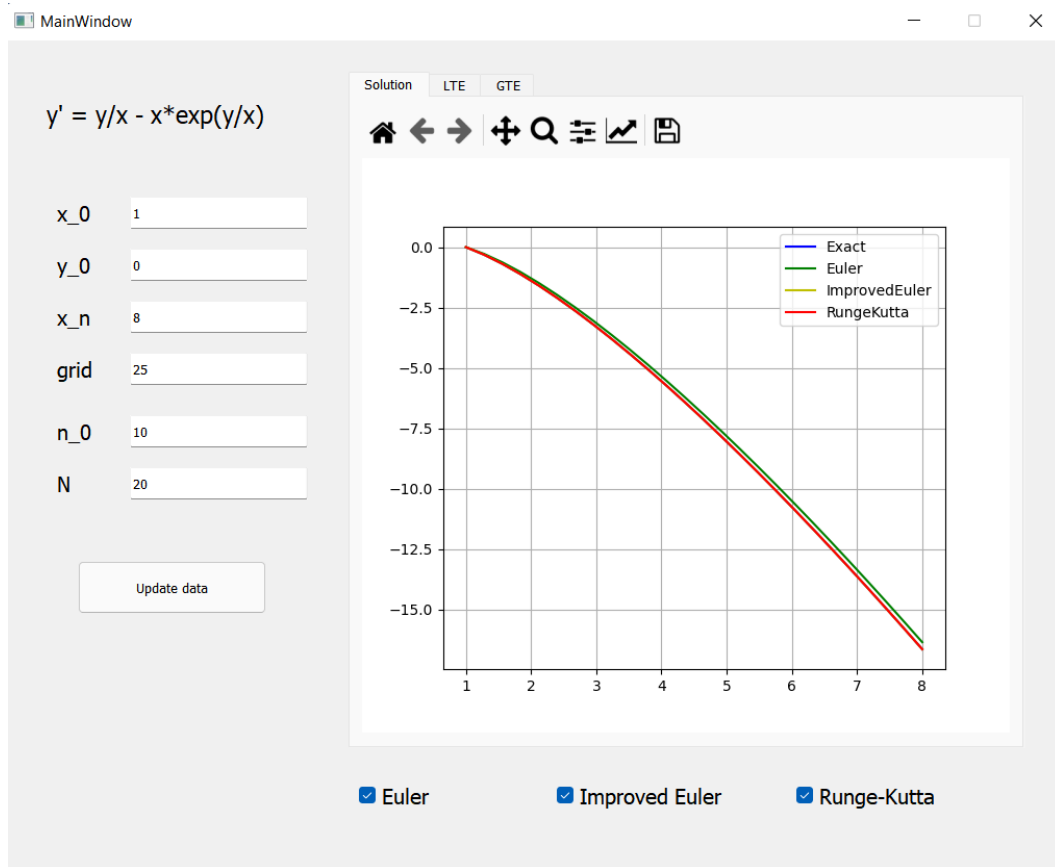 MainWindow
y' = y/x - x*exp(y/x)
x_0
1
y_0
0
x_n
8
grid
25
n_0
10
N
20
Update data
Solution LTE GTE
0.0
−2.5
−5.0
−7.5
−10.0
−12.5
−15.0
1 2 3 4 5 6 7 8
Exact
Euler
ImprovedEuler
RungeKutta
Euler Improved Euler Runge-Kutta